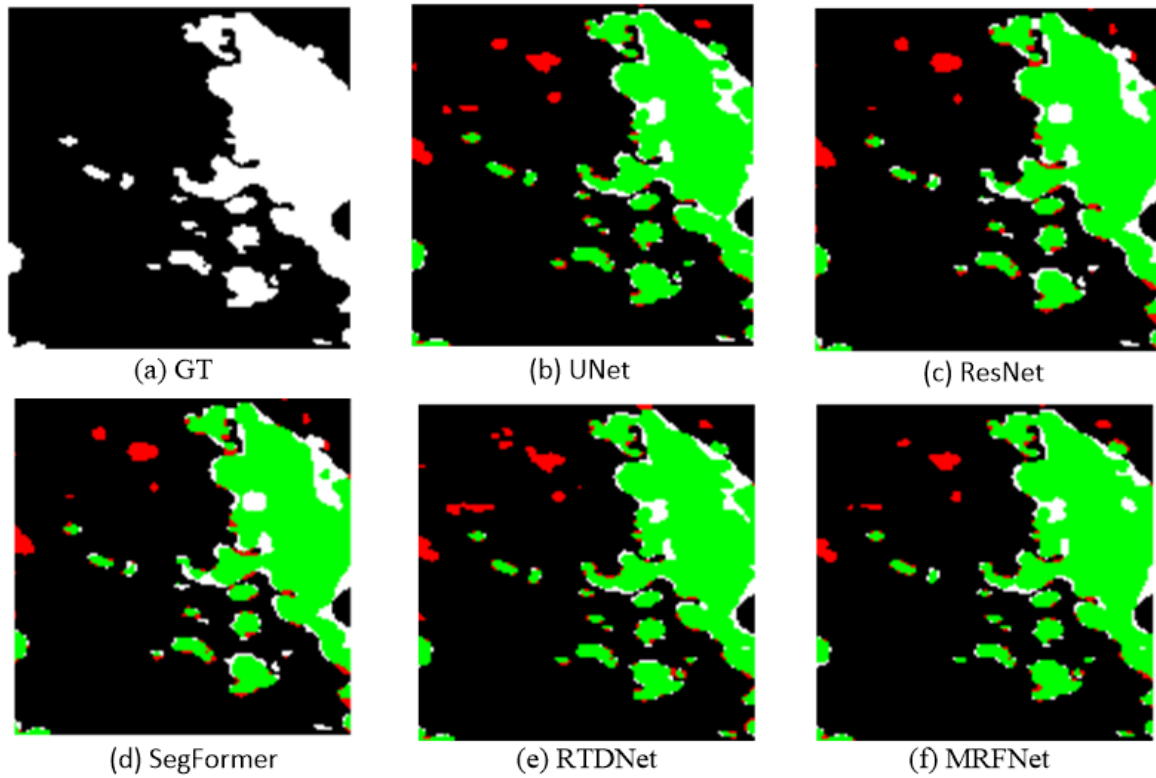 (a) GT
(b) UNet
(c) ResNet
(d) SegFormer
(e) RTDNet
(f) MRFNet